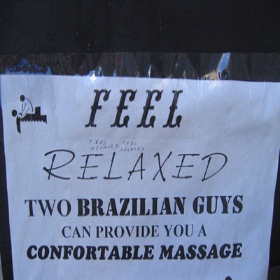 FEEL
RELAXED
TWO BRAZILIAN GUYS
CAN PROVIDE YOU A
CONFORTABLE MASSAGE